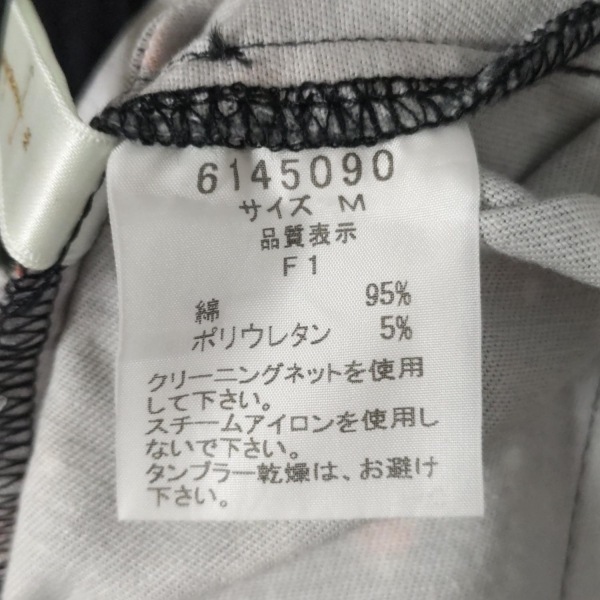 6145090
サイズ M
品質表示
F1
綿 95%
ポリウレタン 5%
クリーニングネットを使用
して下さい。
スチームアイロンを使用し
ないで下さい。
タンブラー乾燥は、お避け
下さい。